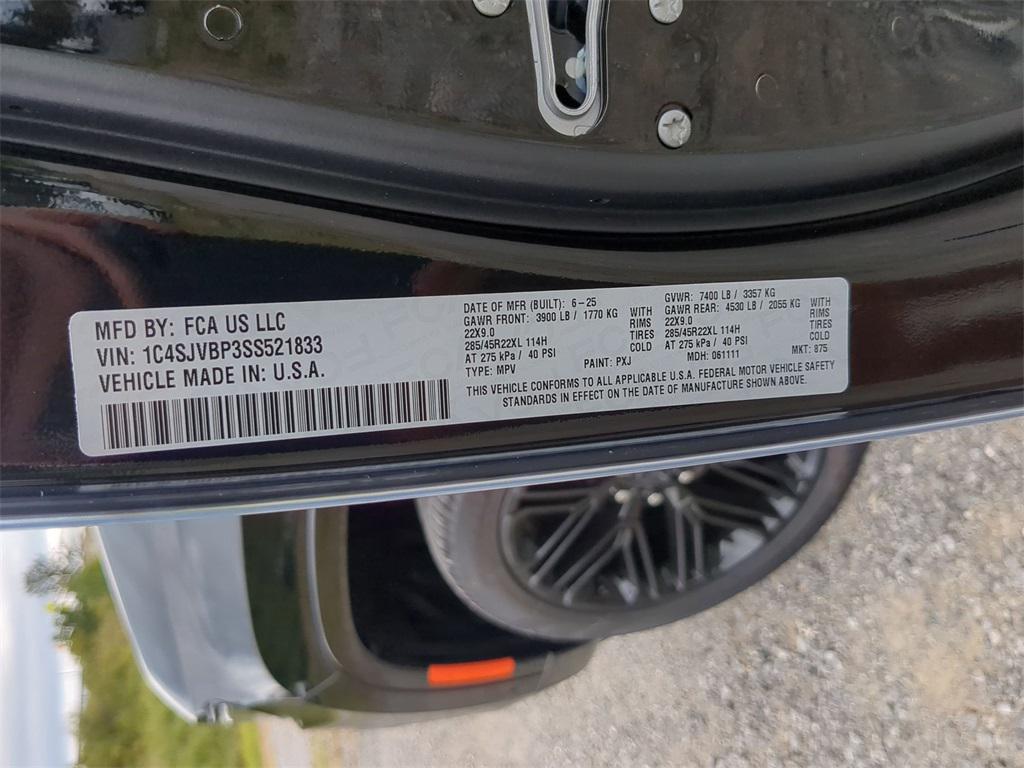 MFD BY: FCA US LLC
VIN: 1C4SJVBP3SS521833
VEHICLE MADE IN: U.S.A.
DATE OF MFR (BUILT): 6-25
GVWR: 7400 LB / 3357 KG
GAWR FRONT: 3900 LB / 1770 KG WITH
GAWR REAR: 4530 LB / 2055 KG WITH
22X9.0 RIMS
22X9.0 RIMS
285/45R22XL 114H TIRES
285/45R22XL 114H TIRES
AT 275 kPa / 40 PSI COLD
AT 275 kPa / 40 PSI COLD
TYPE: MPV PAINT: PXJ MDH: 061111 MKT: 875
THIS VEHICLE CONFORMS TO ALL APPLICABLE U.S.A. FEDERAL MOTOR VEHICLE SAFETY
STANDARDS IN EFFECT ON THE DATE OF MANUFACTURE SHOWN ABOVE.